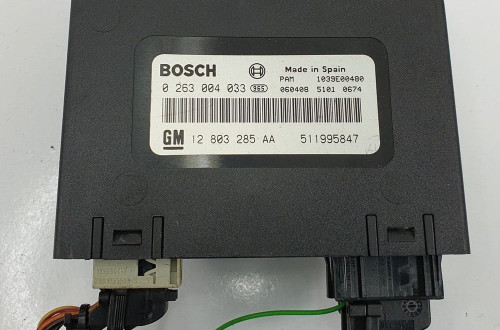 BOSCH
Made in Spain
PAM 1039E00480
0 263 004 033 965 060408 5101 0674
GM 12 803 285 AA 511995847